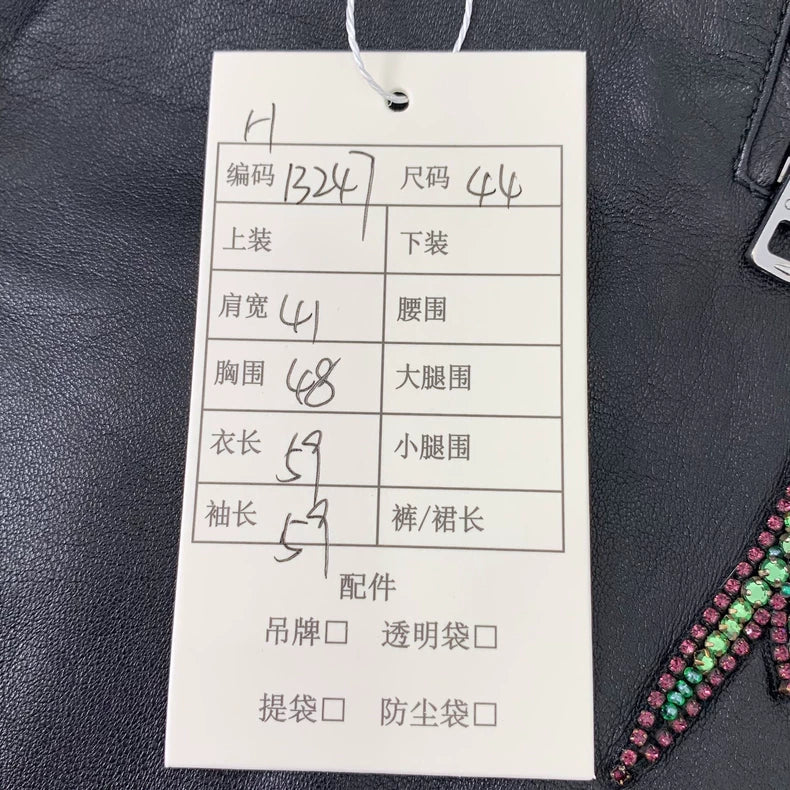 H
编码 13247 尺码 44
上装 下装
肩宽 41 腰围
胸围 48 大腿围
衣长 59 小腿围
袖长 59 裤/裙长
配件
吊牌□ 透明袋□
提袋□ 防尘袋□